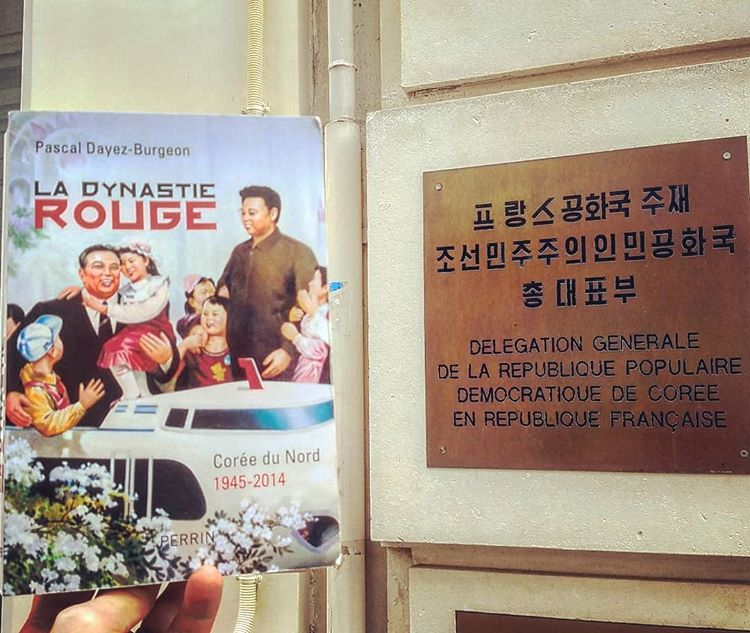 Pascal Dayez-Burgeon
LA DYNASTIE
ROUGE
Corée du Nord
1945-2014
PERRIN
프랑스공화국 주재
조선민주주의인민공화국
총대표부
DELEGATION GENERALE
DE LA REPUBLIQUE POPULAIRE
DEMOCRATIQUE DE COREE
EN REPUBLIQUE FRANÇAISE